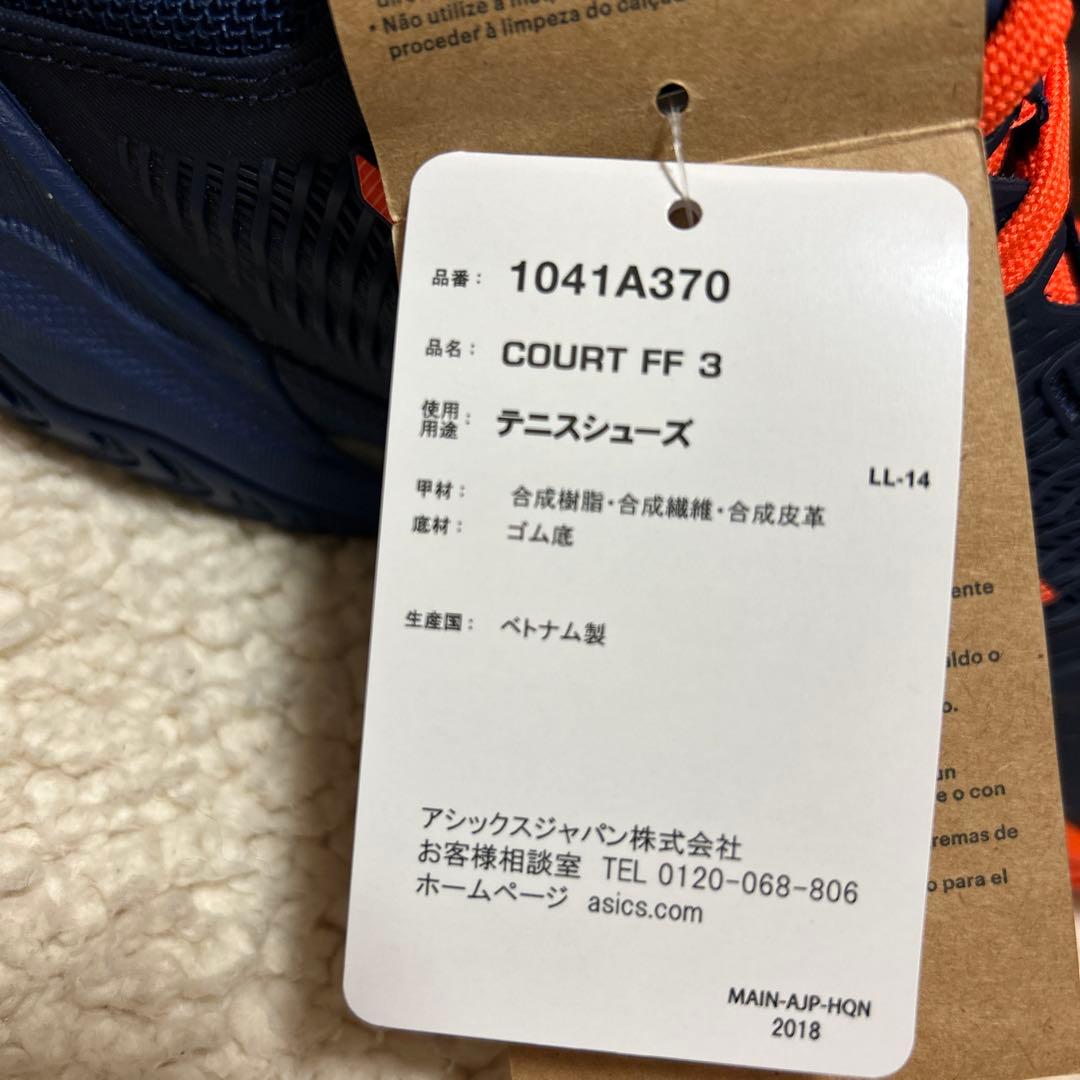 • Não utilize a
proceder à limpeza do calçad
品番： 1041A370
品名： COURT FF 3
使用用途： テニスシューズ
LL-14
甲材： 合成樹脂・合成繊維・合成皮革
底材： ゴム底
生産国： ベトナム製
アシックスジャパン株式会社
お客様相談室 TEL 0120-068-806
ホームページ asics.com
MAIN-AJP-HQN
2018
ente
ldo o
o.
un
e o con
remas de
o para el